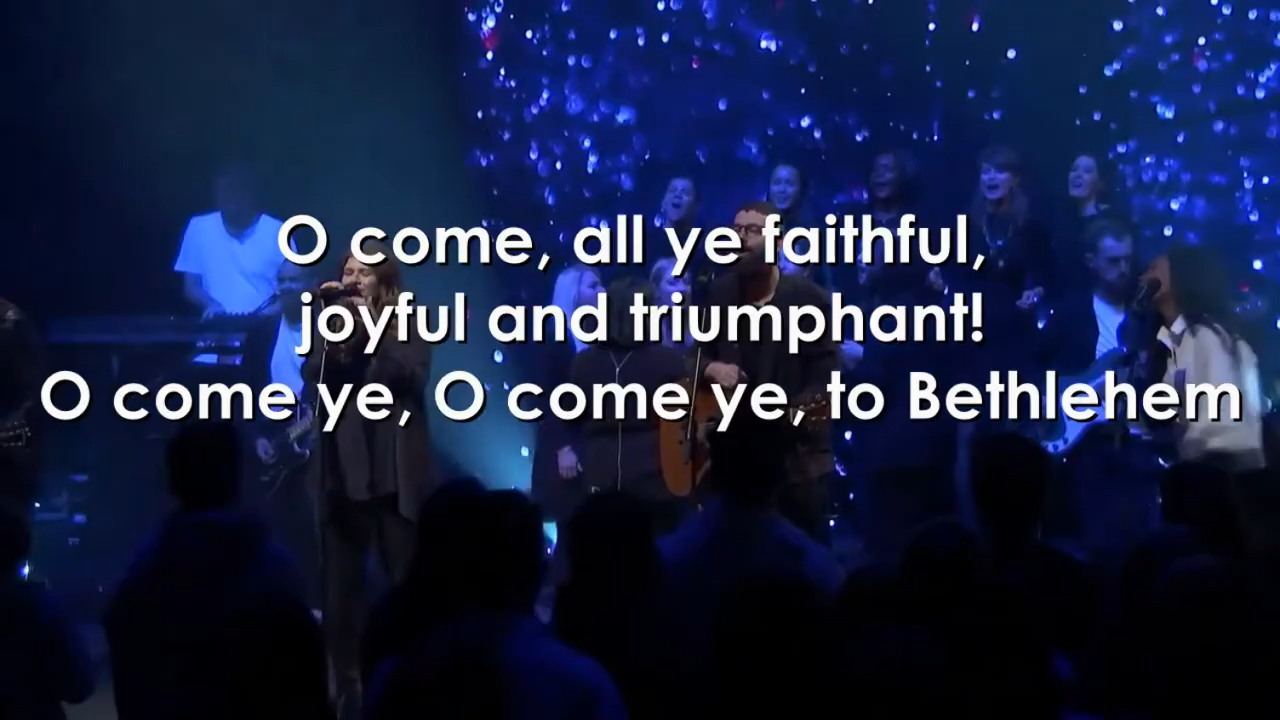 O come, all ye faithful,
joyful and triumphant!
O come ye, O come ye, to Bethlehem